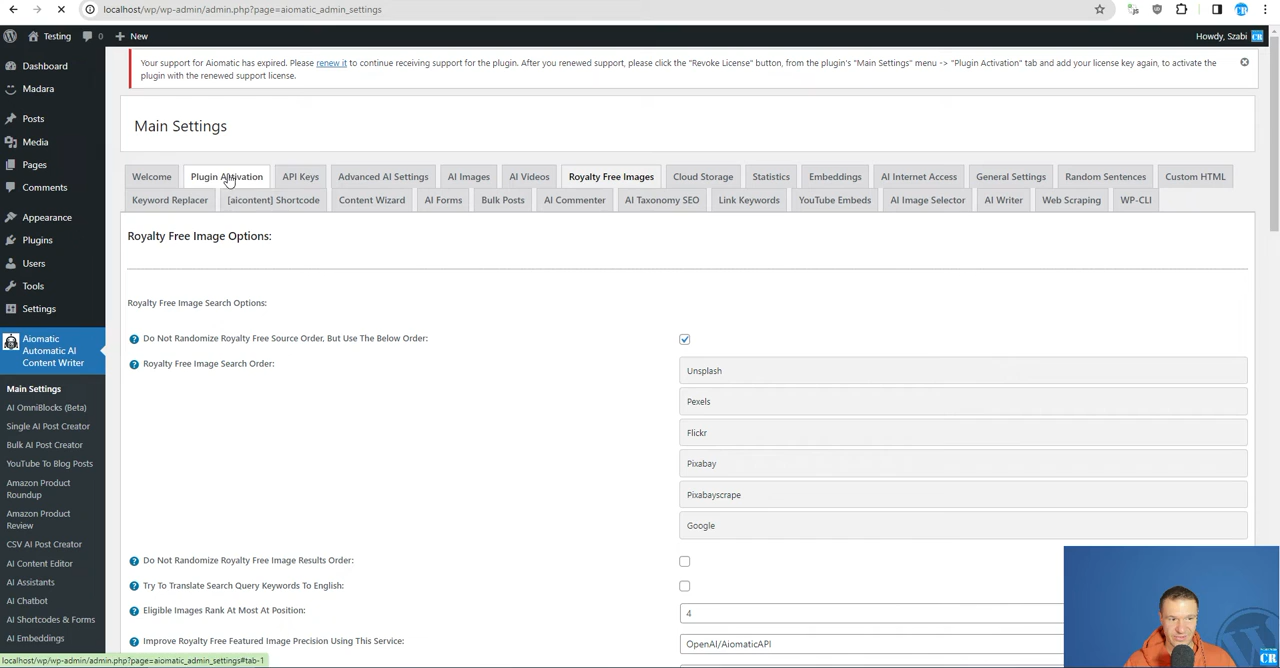 localhost/wp/wp-admin/admin.php?page=aiomatic_admin_settings
Testing 0 New
Howdy, Szabi
Dashboard
Madara
Posts
Media
Pages
Comments
Appearance
Plugins
Users
Tools
Settings
Aiomatic
Automatic AI
Content Writer
Main Settings
AI OmniBlocks (Beta)
Single AI Post Creator
Bulk AI Post Creator
YouTube To Blog Posts
Amazon Product
Roundup
Amazon Product
Review
CSV AI Post Creator
AI Content Editor
AI Assistants
AI Chatbot
AI Shortcodes & Forms
AI Embeddings
Your support for Aiomatic has expired. Please renew it to continue receiving support for the plugin. After you renewed support, please click the "Revoke License" button, from the plugin's "Main Settings" menu -> "Plugin Activation" tab and add your license key again, to activate the
plugin with the renewed support license.
Main Settings
Welcome Plugin Activation API Keys Advanced AI Settings AI Images AI Videos Royalty Free Images Cloud Storage Statistics Embeddings AI Internet Access General Settings Random Sentences Custom HTML
Keyword Replacer [aicontent] Shortcode Content Wizard AI Forms Bulk Posts AI Commenter AI Taxonomy SEO Link Keywords YouTube Embeds AI Image Selector AI Writer Web Scraping WP-CLI
Royalty Free Image Options:
Royalty Free Image Search Options:
Do Not Randomize Royalty Free Source Order, But Use The Below Order:
Royalty Free Image Search Order:
Unsplash
Pexels
Flickr
Pixabay
Pixabayscrape
Google
Do Not Randomize Royalty Free Image Results Order:
Try To Translate Search Query Keywords To English:
Eligible Images Rank At Most At Position:
4
Improve Royalty Free Featured Image Precision Using This Service:
OpenAI/AiomaticAPI
localhost/wp/wp-admin/admin.php?page=aiomatic_admin_settings#tab-1
CR